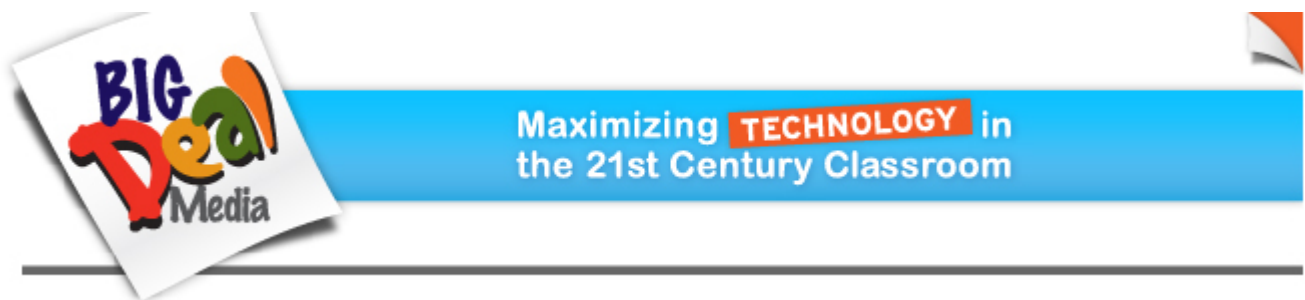 BIG
Deal
Media
Maximizing TECHNOLOGY in
the 21st Century Classroom